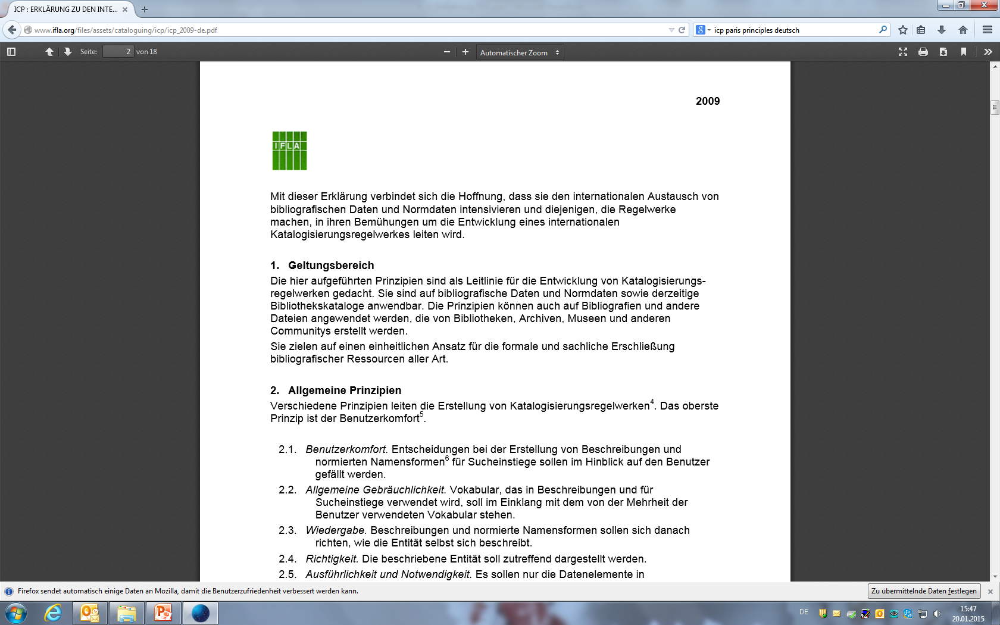 ICP : ERKLÄRUNG ZU DEN INTE...
www.ifla.org/files/assets/cataloguing/icp/icp_2009-de.pdf
8
icp paris principles deutsch
Seite:
2
von 18
Automatischer Zoom
2009
IFLA
Mit dieser Erklärung verbindet sich die Hoffnung, dass sie den internationalen Austausch von
bibliografischen Daten und Normdaten intensivieren und diejenigen, die Regelwerke
machen, in ihren Bemühungen um die Entwicklung eines internationalen
Katalogisierungsregelwerkes leiten wird.
1. Geltungsbereich
Die hier aufgeführten Prinzipien sind als Leitlinie für die Entwicklung von Katalogisierungs-
regelwerken gedacht. Sie sind auf bibliografische Daten und Normdaten sowie derzeitige
Bibliothekskataloge anwendbar. Die Prinzipien können auch auf Bibliografien und andere
Dateien angewendet werden, die von Bibliotheken, Archiven, Museen und anderen
Communitys erstellt werden.
Sie zielen auf einen einheitlichen Ansatz für die formale und sachliche Erschließung
bibliografischer Ressourcen aller Art.
2. Allgemeine Prinzipien
Verschiedene Prinzipien leiten die Erstellung von Katalogisierungsregelwerken4. Das oberste
Prinzip ist der Benutzerkomfort5.
2.1. Benutzerkomfort. Entscheidungen bei der Erstellung von Beschreibungen und
normierten Namensformen6 für Sucheinstiege sollen im Hinblick auf den Benutzer
gefällt werden.
2.2. Allgemeine Gebräuchlichkeit. Vokabular, das in Beschreibungen und für
Sucheinstiege verwendet wird, soll im Einklang mit dem von der Mehrheit der
Benutzer verwendeten Vokabular stehen.
2.3. Wiedergabe. Beschreibungen und normierte Namensformen sollen sich danach
richten, wie die Entität selbst sich beschreibt.
2.4. Richtigkeit. Die beschriebene Entität soll zutreffend dargestellt werden.
2.5. Ausführlichkeit und Notwendigkeit. Es sollen nur die Datenelemente in
Firefox sendet automatisch einige Daten an Mozilla, damit die Benutzerzufriedenheit verbessert werden kann.
Zu übermittelnde Daten festlegen
DE
15:47
20.01.2015